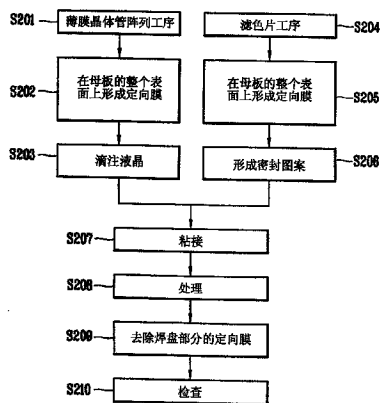 S201
薄膜晶体管阵列工序
S204
滤色片工序
S202
在母板的整个表
面上形成定向膜
S205
在母板的整个表
面上形成定向膜
S203
滴注液晶
S206
形成密封图案
S207
粘接
S208
处理
S209
去除焊盘部分的定向膜
S210
检查